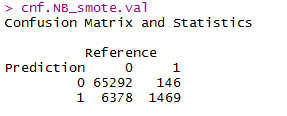 > cnf.NB_smote.val
Confusion Matrix and Statistics
Reference
Prediction 0 1
0 65292 146
1 6378 1469